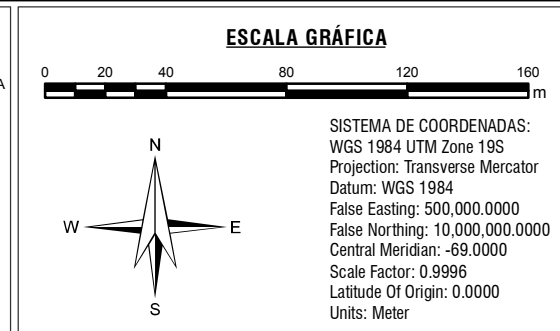 ESCALA GRÁFICA
0 20 40 80 120 160
m
A
N
W E
S
SISTEMA DE COORDENADAS:
WGS 1984 UTM Zone 19S
Projection: Transverse Mercator
Datum: WGS 1984
False Easting: 500,000.0000
False Northing: 10,000,000.0000
Central Meridian: -69.0000
Scale Factor: 0.9996
Latitude Of Origin: 0.0000
Units: Meter